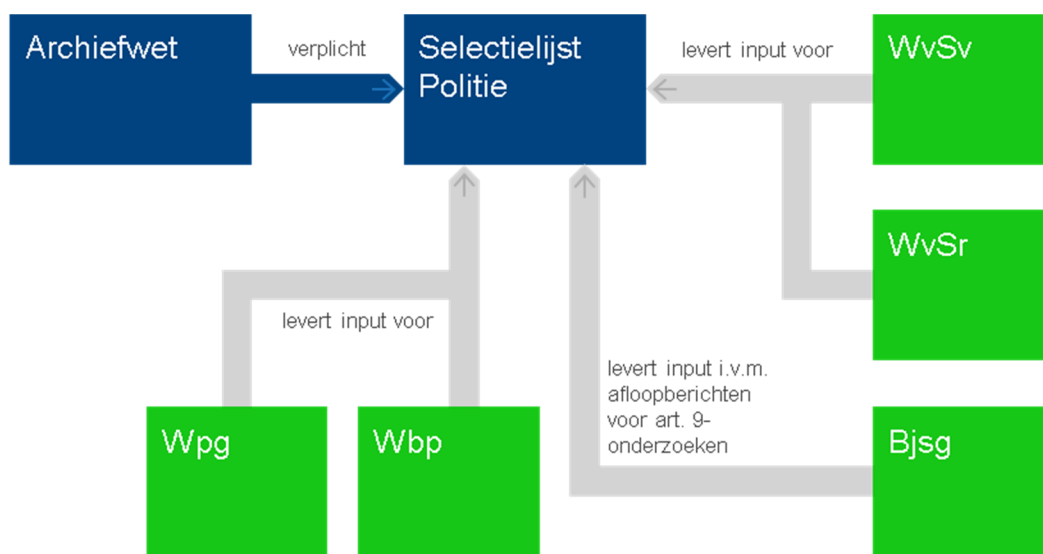 Archiefwet
verplicht
Selectielijst
Politie
levert input voor
WvSv
WvSr
levert input voor
levert input i.v.m.
afloopberichten
voor art. 9-
onderzoeken
Wpg
Wbp
Bjsg